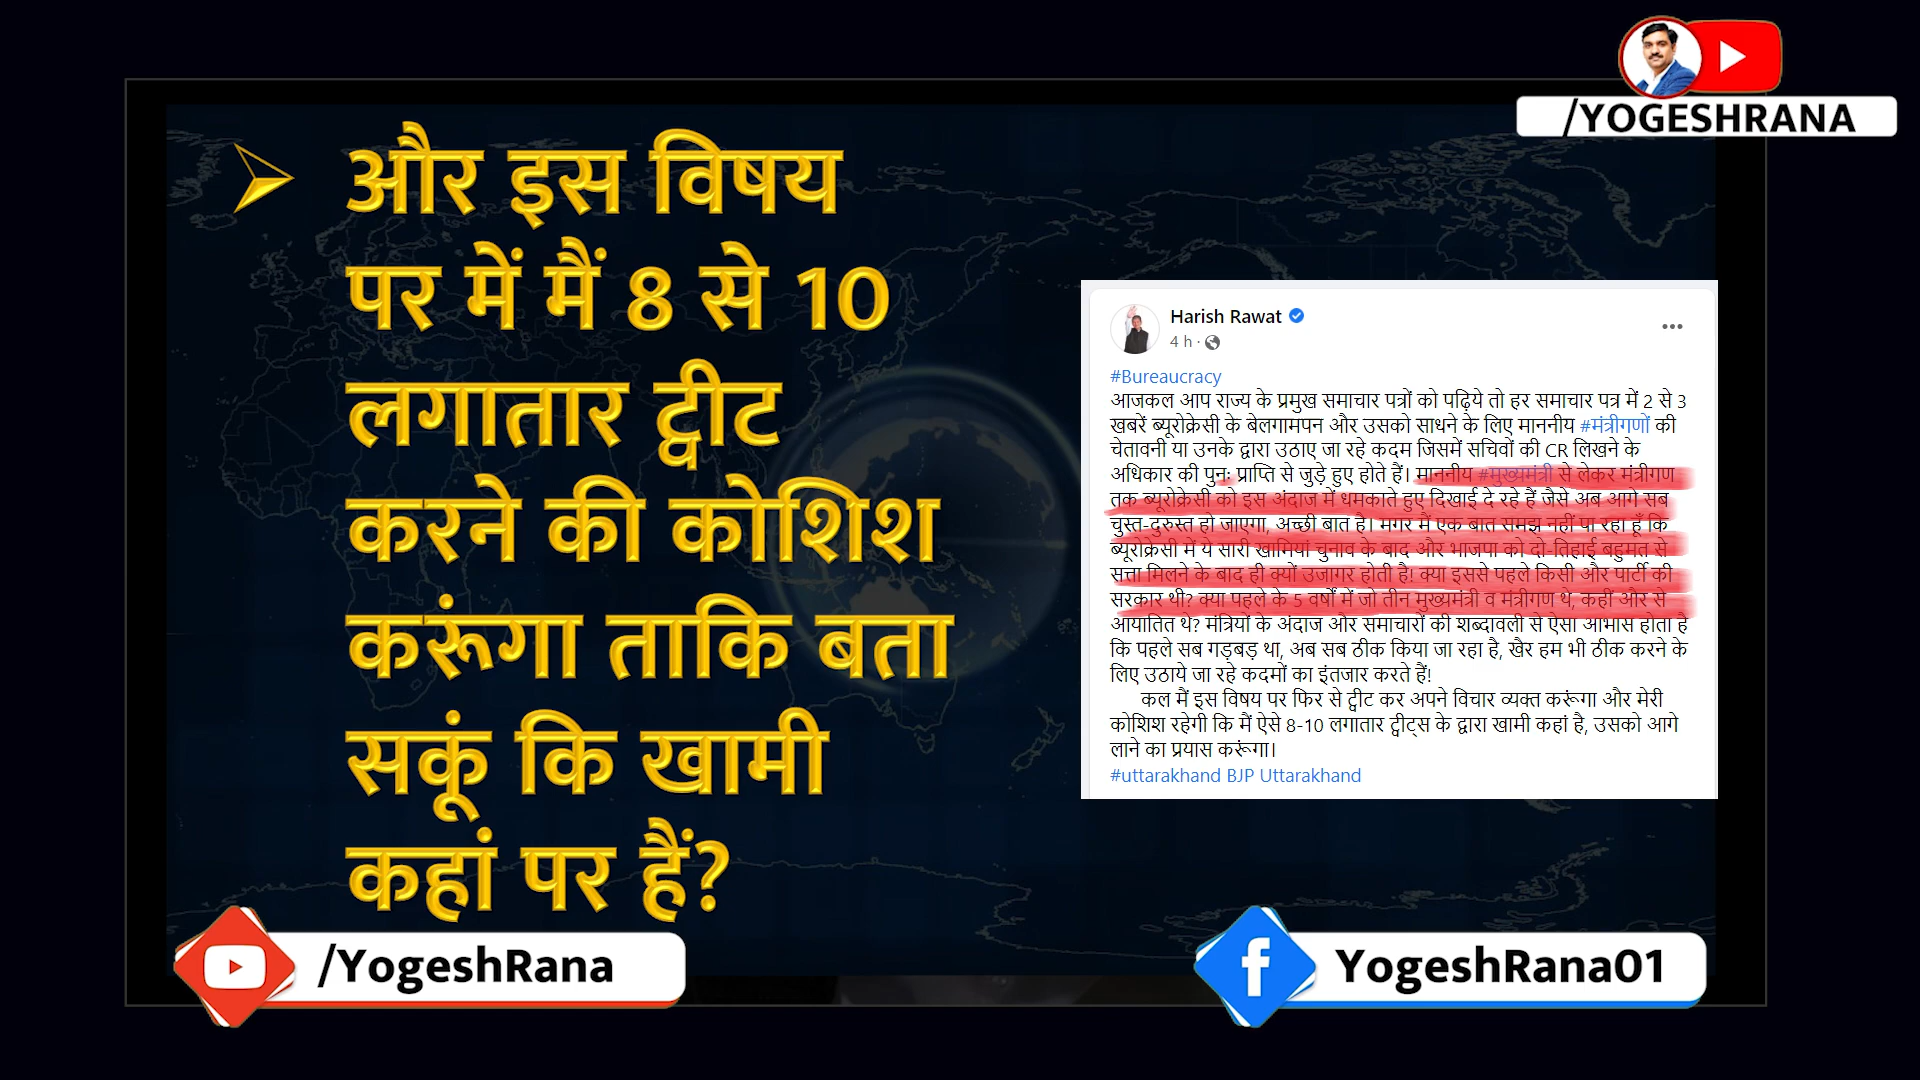 /YOGESHRANA
और इस विषय
पर में मैं 8 से 10
लगातार ट्वीट
करने की कोशिश
करूंगा ताकि बता
सकूं कि खामी
कहां पर हैं?
Harish Rawat
4 h ·
#Bureaucracy
आजकल आप राज्य के प्रमुख समाचार पत्रों को पढ़िये तो हर समाचार पत्र में 2 से 3
खबरें ब्यूरोक्रेसी के बेलगामपन और उसको साधने के लिए माननीय #मंत्रीगणों की
चेतावनी या उनके द्वारा उठाए जा रहे कदम जिसमें सचिवों की CR लिखने के
अधिकार की पुनः प्राप्ति से जुड़े हुए होते हैं। माननीय #मुख्यमंत्री से लेकर मंत्रीगण
तक ब्यूरोक्रेसी को इस अंदाज में धमकाते हुए दिखाई दे रहे हैं जैसे अब आगे सब
चुस्त-दुरुस्त हो जाएगा, अच्छी बात है। मगर मैं एक बात समझ नहीं पा रहा हूँ कि
ब्यूरोक्रेसी में ये सारी खामियां चुनाव के बाद और भाजपा को दो-तिहाई बहुमत से
सत्ता मिलने के बाद ही क्यों उजागर होती है! क्या इससे पहले किसी और पार्टी की
सरकार थी? क्या पहले के 5 वर्षों में जो तीन मुख्यमंत्री व मंत्रीगण थे, कहीं और से
आयातित थे? मंत्रियों के अंदाज और समाचारों की शब्दावली से ऐसा आभास होता है
कि पहले सब गड़बड़ था, अब सब ठीक किया जा रहा है, खैर हम भी ठीक करने के
लिए उठाये जा रहे कदमों का इंतजार करते हैं!
कल मैं इस विषय पर फिर से ट्वीट कर अपने विचार व्यक्त करूंगा और मेरी
कोशिश रहेगी कि मैं ऐसे 8-10 लगातार ट्वीट्स के द्वारा खामी कहां है, उसको आगे
लाने का प्रयास करूंगा।
#uttarakhand BJP Uttarakhand
/YogeshRana
YogeshRana01